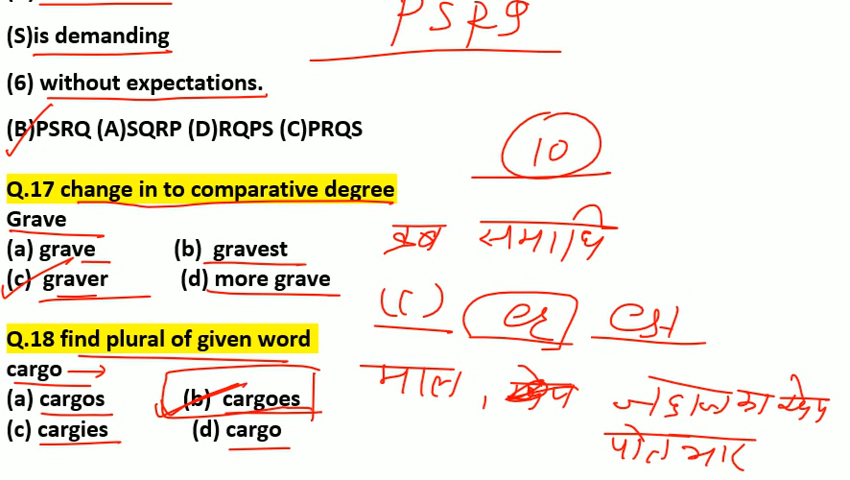 PSRQ
(S)is demanding
(6) without expectations.
(B)PSRQ (A)SQRP (D)RQPS (C)PRQS
10
Q.17 change in to comparative degree
Grave
(a) grave (b) gravest
कब्र समाधि
(c) graver (d) more grave
(C) er est
Q.18 find plural of given word
cargo →
माल,
(a) cargos (b) cargoes
जहाज का
(c) cargies (d) cargo
पोत भार